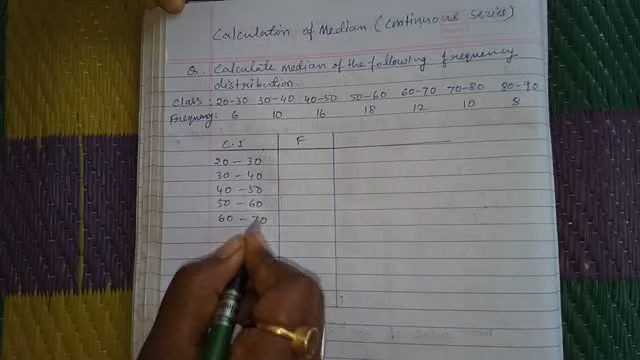 Calculation of Median (Continuous Series)
Q. Calculate median of the following frequency
distribution.
Class : 20-30 30-40 40-50 50-60 60-70 70-80 80-90
Frequency: 6 10 16 18 12 10 8
C.I F
20 - 30
30 - 40
40 - 50
50 - 60
60 - 70